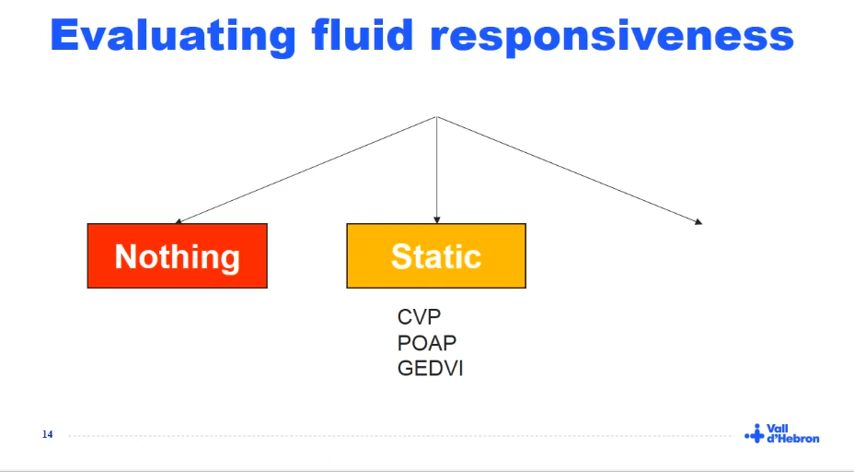 Evaluating fluid responsiveness
Nothing
Static
CVP
POAP
GEDVI
14
Vall
d'Hebron